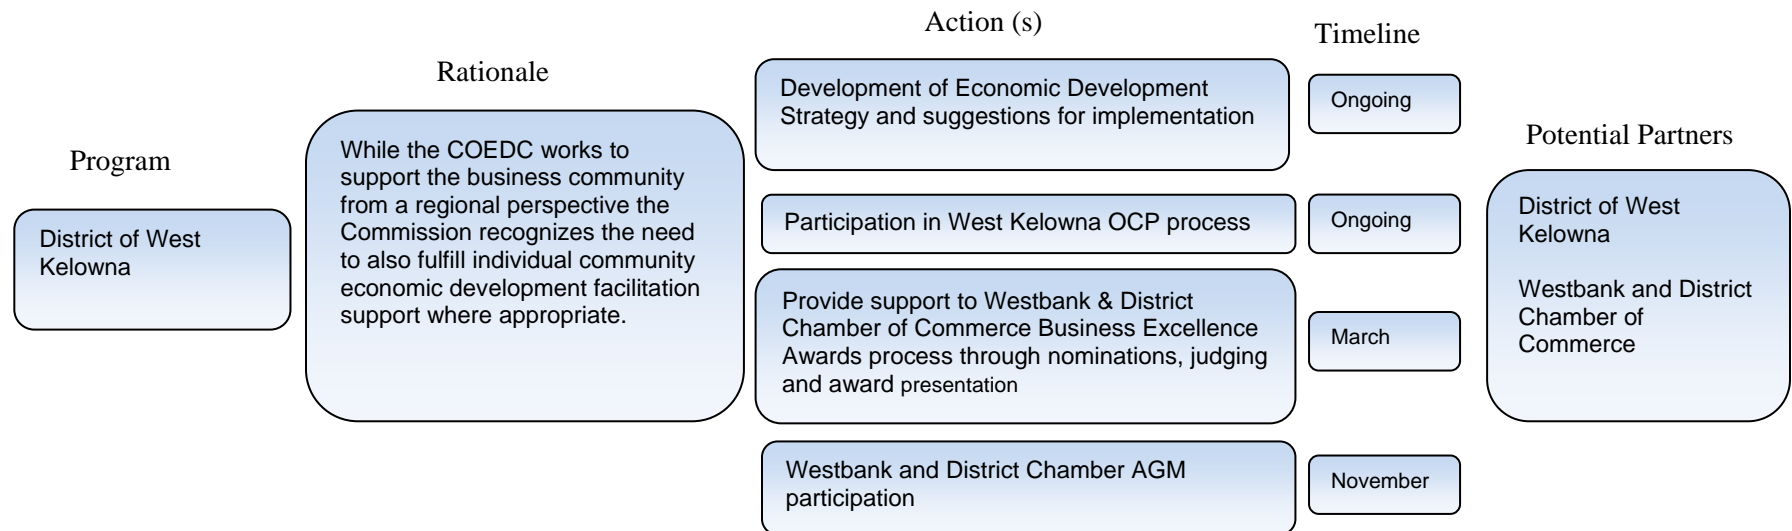 Program
District of West
Kelowna
Rationale
While the COEDC works to
support the business community
from a regional perspective the
Commission recognizes the need
to also fulfill individual community
economic development facilitation
support where appropriate.
Action (s)
Development of Economic Development
Strategy and suggestions for implementation
Participation in West Kelowna OCP process
Provide support to Westbank & District
Chamber of Commerce Business Excellence
Awards process through nominations, judging
and award presentation
Westbank and District Chamber AGM
participation
Timeline
Ongoing
Ongoing
March
November
Potential Partners
District of West
Kelowna
Westbank and District
Chamber of
Commerce